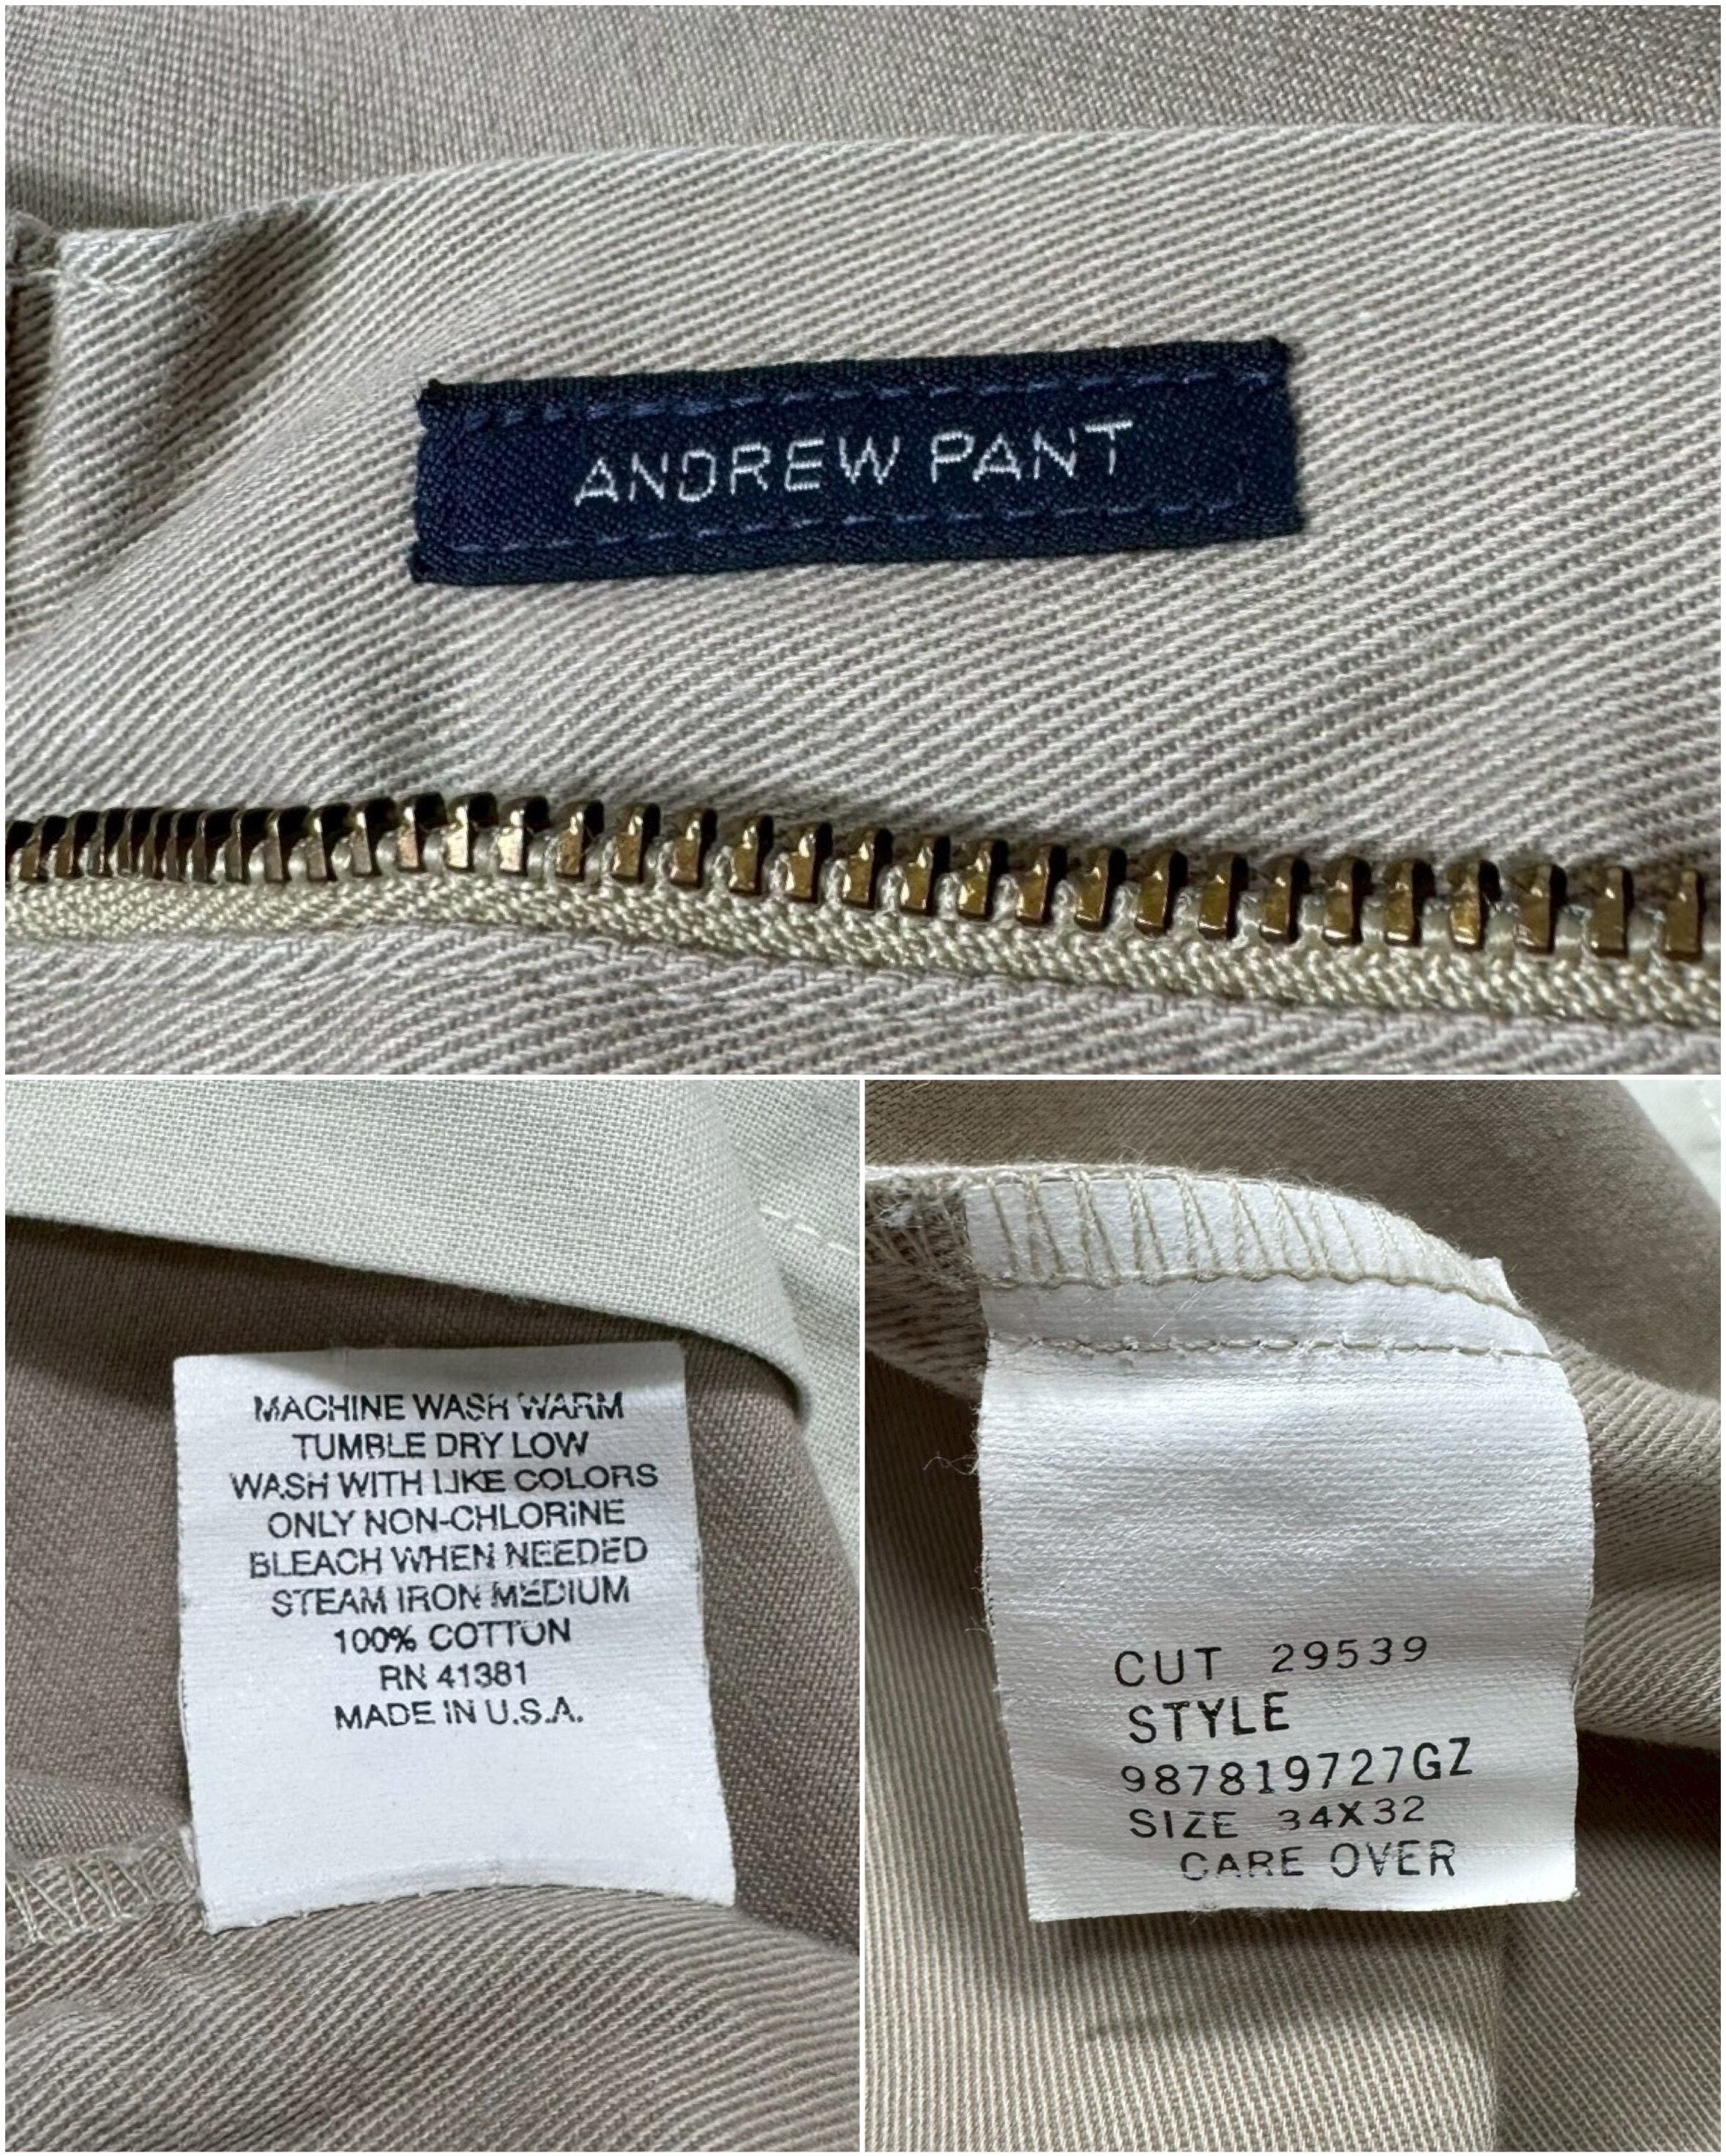 ANDREW PANT
MACHINE WASH WARM
TUMBLE DRY LOW
WASH WITH LIKE COLORS
ONLY NON-CHLORINE
BLEACH WHEN NEEDED
STEAM IRON MEDIUM
100% COTTON
RN 41381
MADE IN U.S.A.
CUT 29539
STYLE
987819727GZ
SIZE 34X32
CARE OVER